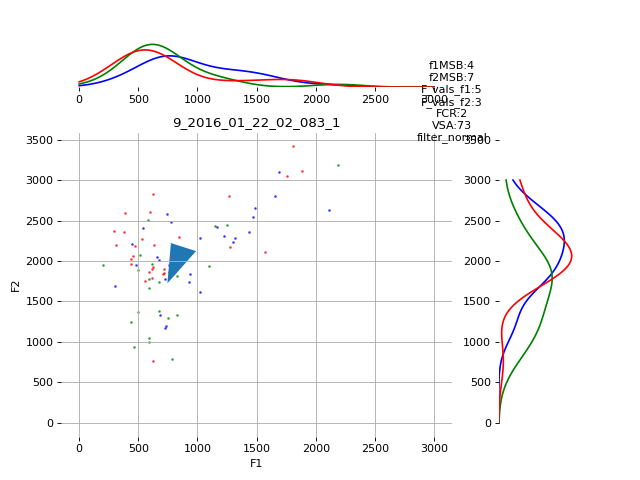 0 500 1000 1500 2000 2500 3000
f1MSB:4
f2MSB:7
F_vals_f1:5
F_vals_f2:3
FCR:2
VSA:73
filter_normal
9_2016_01_22_02_083_1
3500 3500
3000 3000
2500 2500
2000 2000
1500 1500
1000 1000
500 500
0 0
F2
0 500 1000 1500 2000 2500 3000
F1